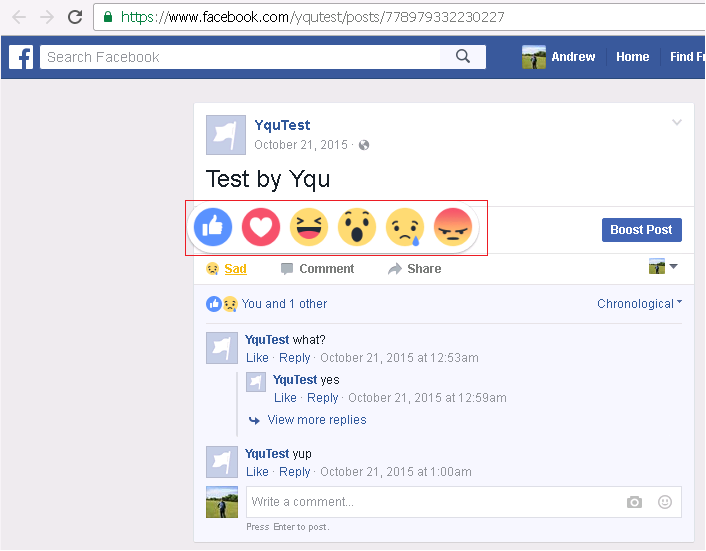 https://www.facebook.com/yqutest/posts/778979332230227
f Search Facebook Andrew Home Find Fr
YquTest
October 21, 2015 ·
Test by Yqu
Boost Post
Sad Comment Share
You and 1 other Chronological
YquTest what?
Like · Reply · October 21, 2015 at 12:53am
YquTest yes
Like · Reply · October 21, 2015 at 12:59am
View more replies
YquTest yup
Like · Reply · October 21, 2015 at 1:00am
Write a comment...
Press Enter to post.